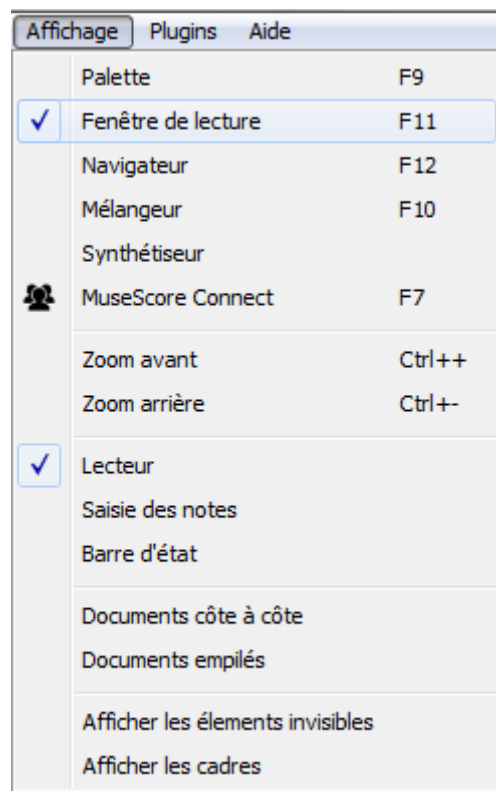 Affichage Plugins Aide
Palette F9
Fenêtre de lecture F11
Navigateur F12
Mélangeur F10
Synthétiseur
MuseScore Connect F7
Zoom avant Ctrl++
Zoom arrière Ctrl+-
Lecteur
Saisie des notes
Barre d'état
Documents côte à côte
Documents empilés
Afficher les élements invisibles
Afficher les cadres